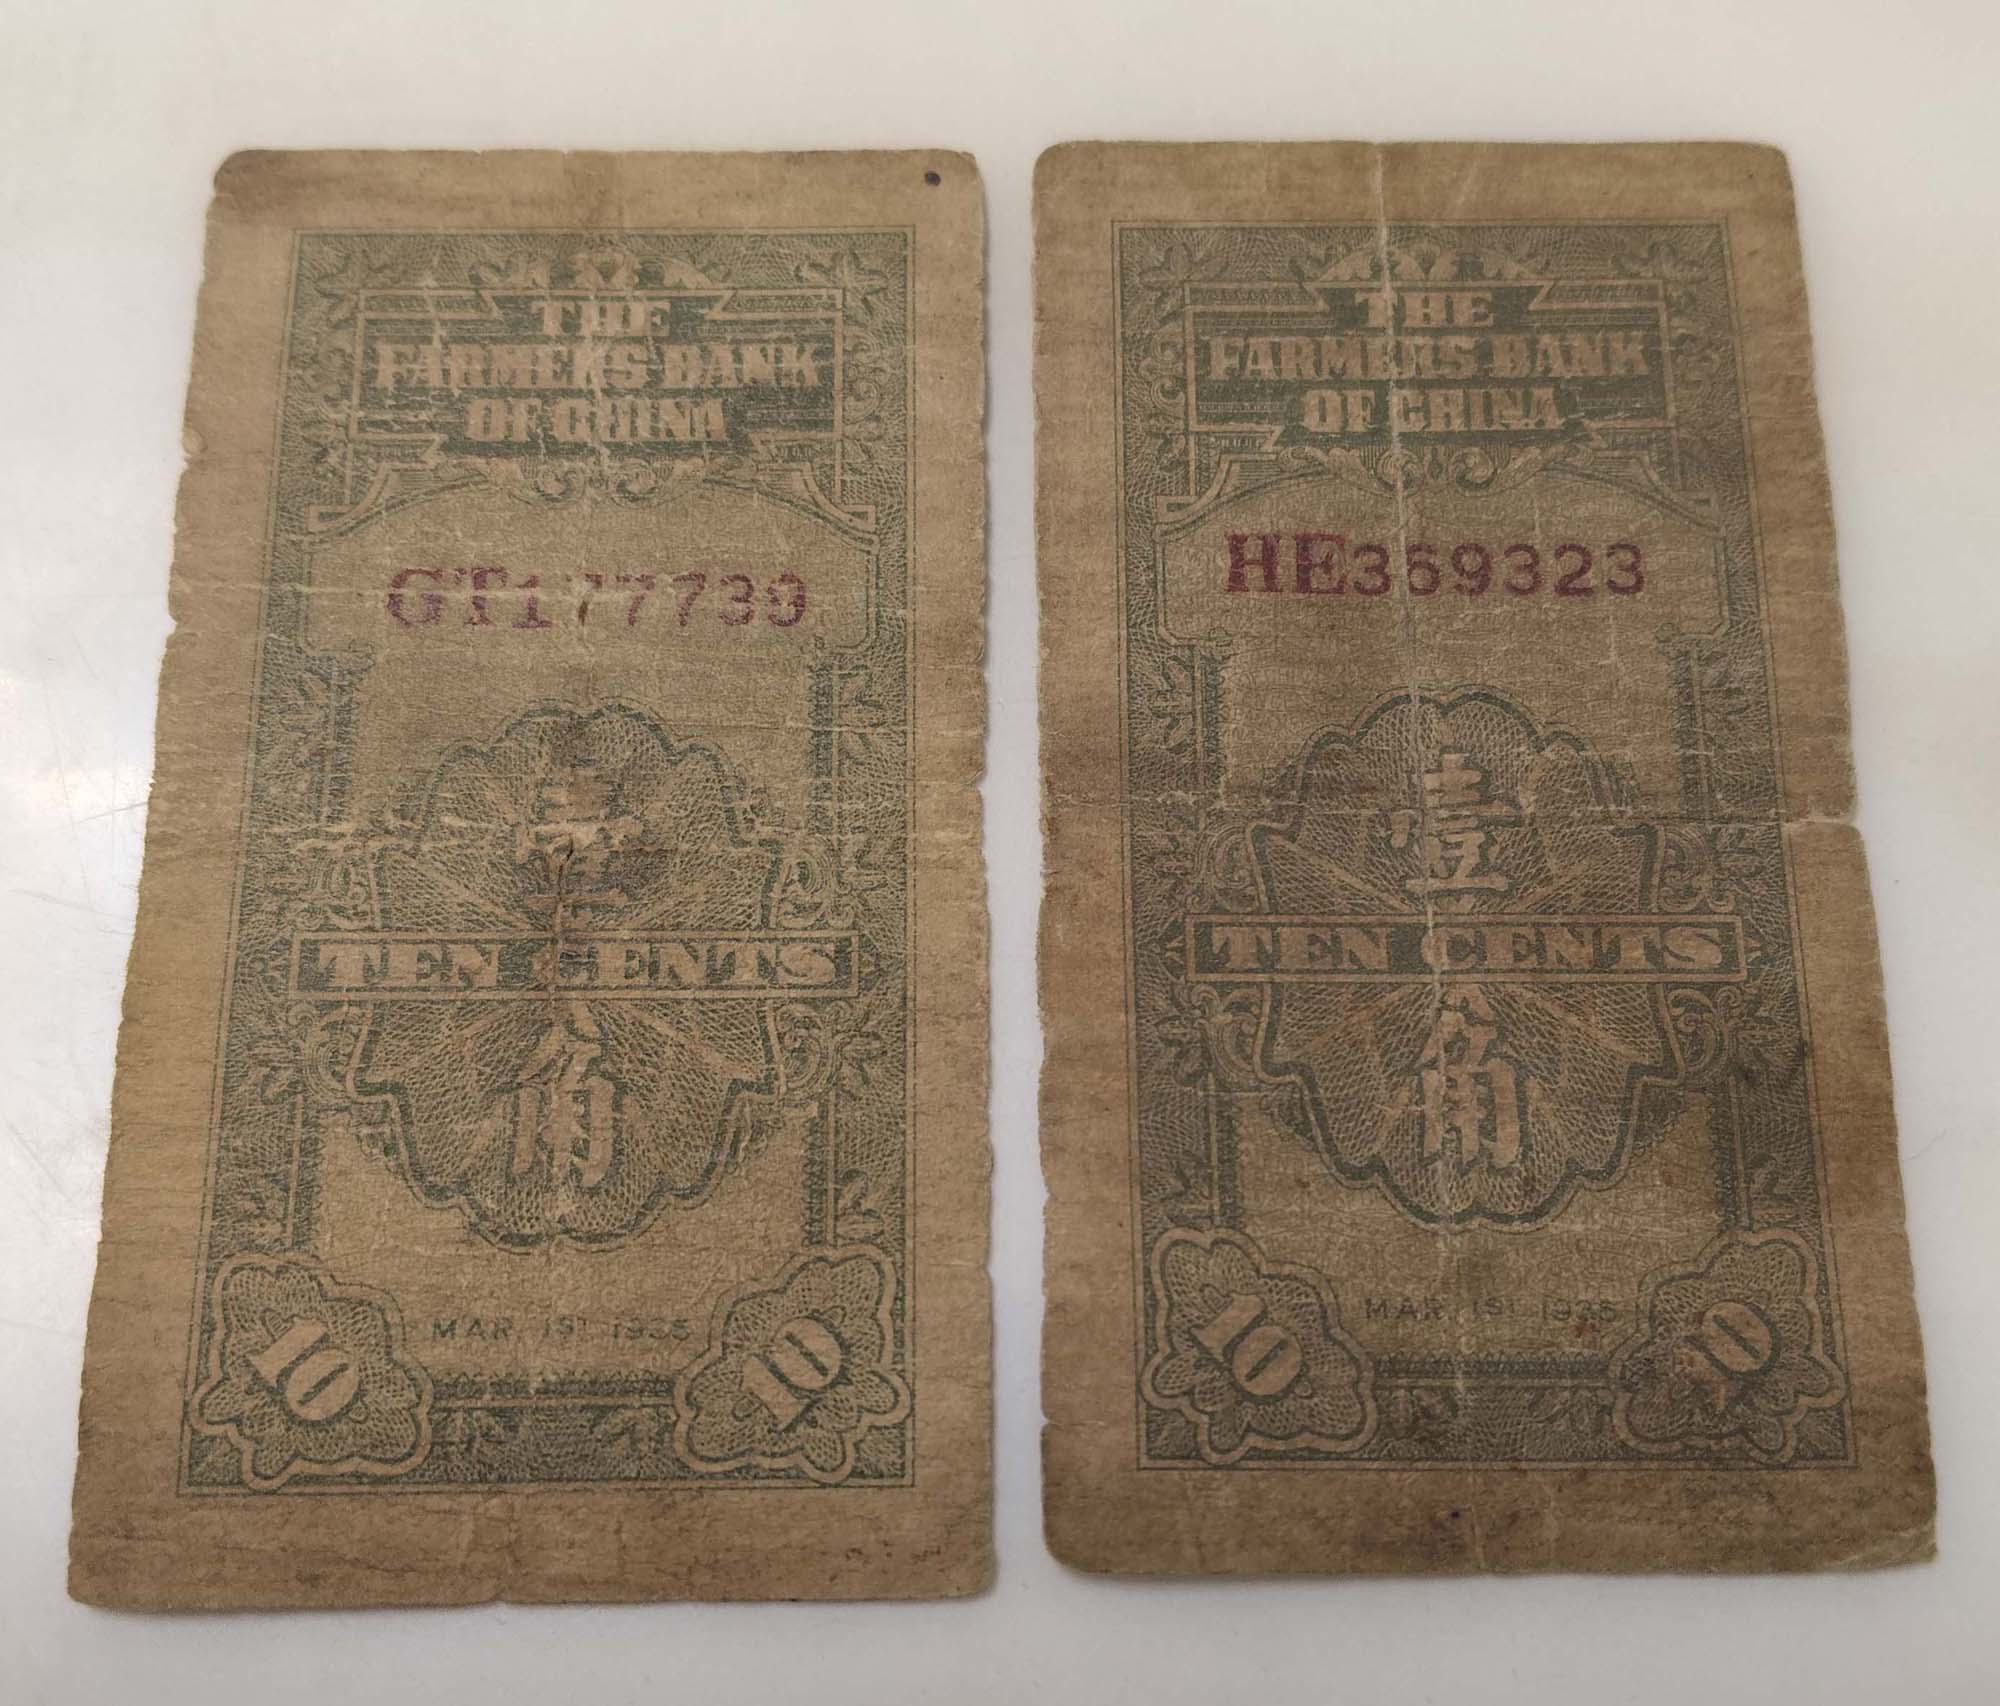 THE
FARMERS BANK
OF CHINA
GT177739
壹
TEN CENTS
角
MAR. 1ST 1935
10
10
THE
FARMERS BANK
OF CHINA
HE369323
壹
TEN CENTS
角
MAR. 1ST 1935
10
10